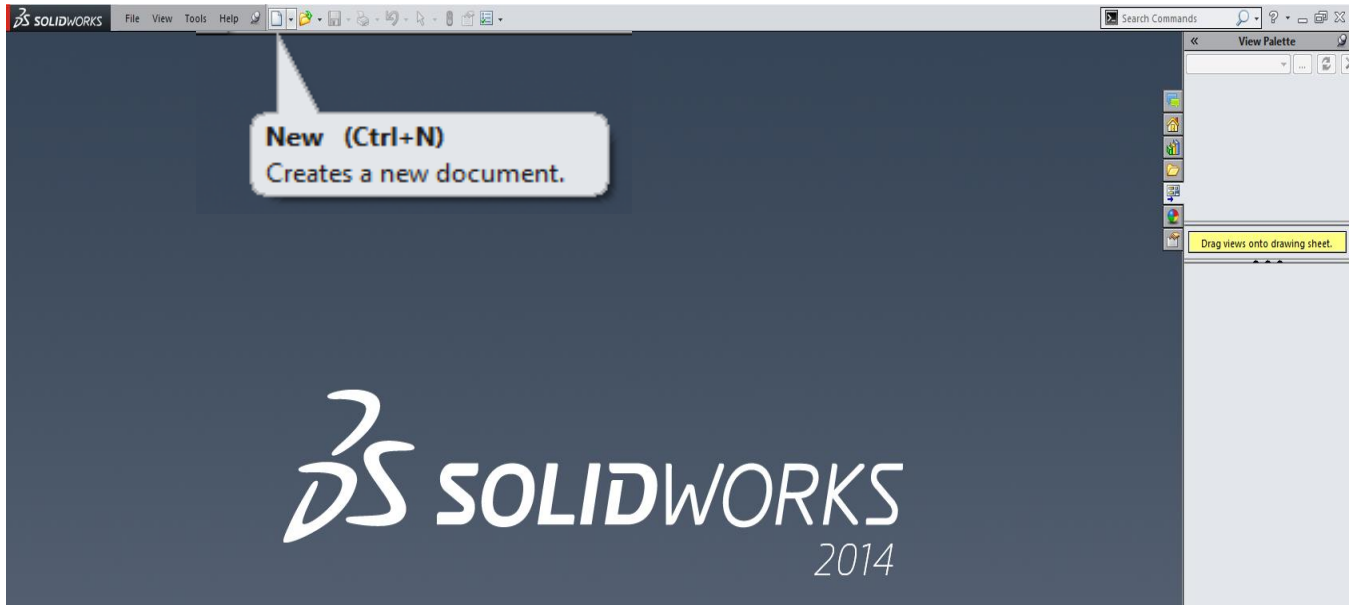 SOLIDWORKS File View Tools Help Search Commands
View Palette
New (Ctrl+N)
Creates a new document.
Drag views onto drawing sheet.
SOLIDWORKS
2014